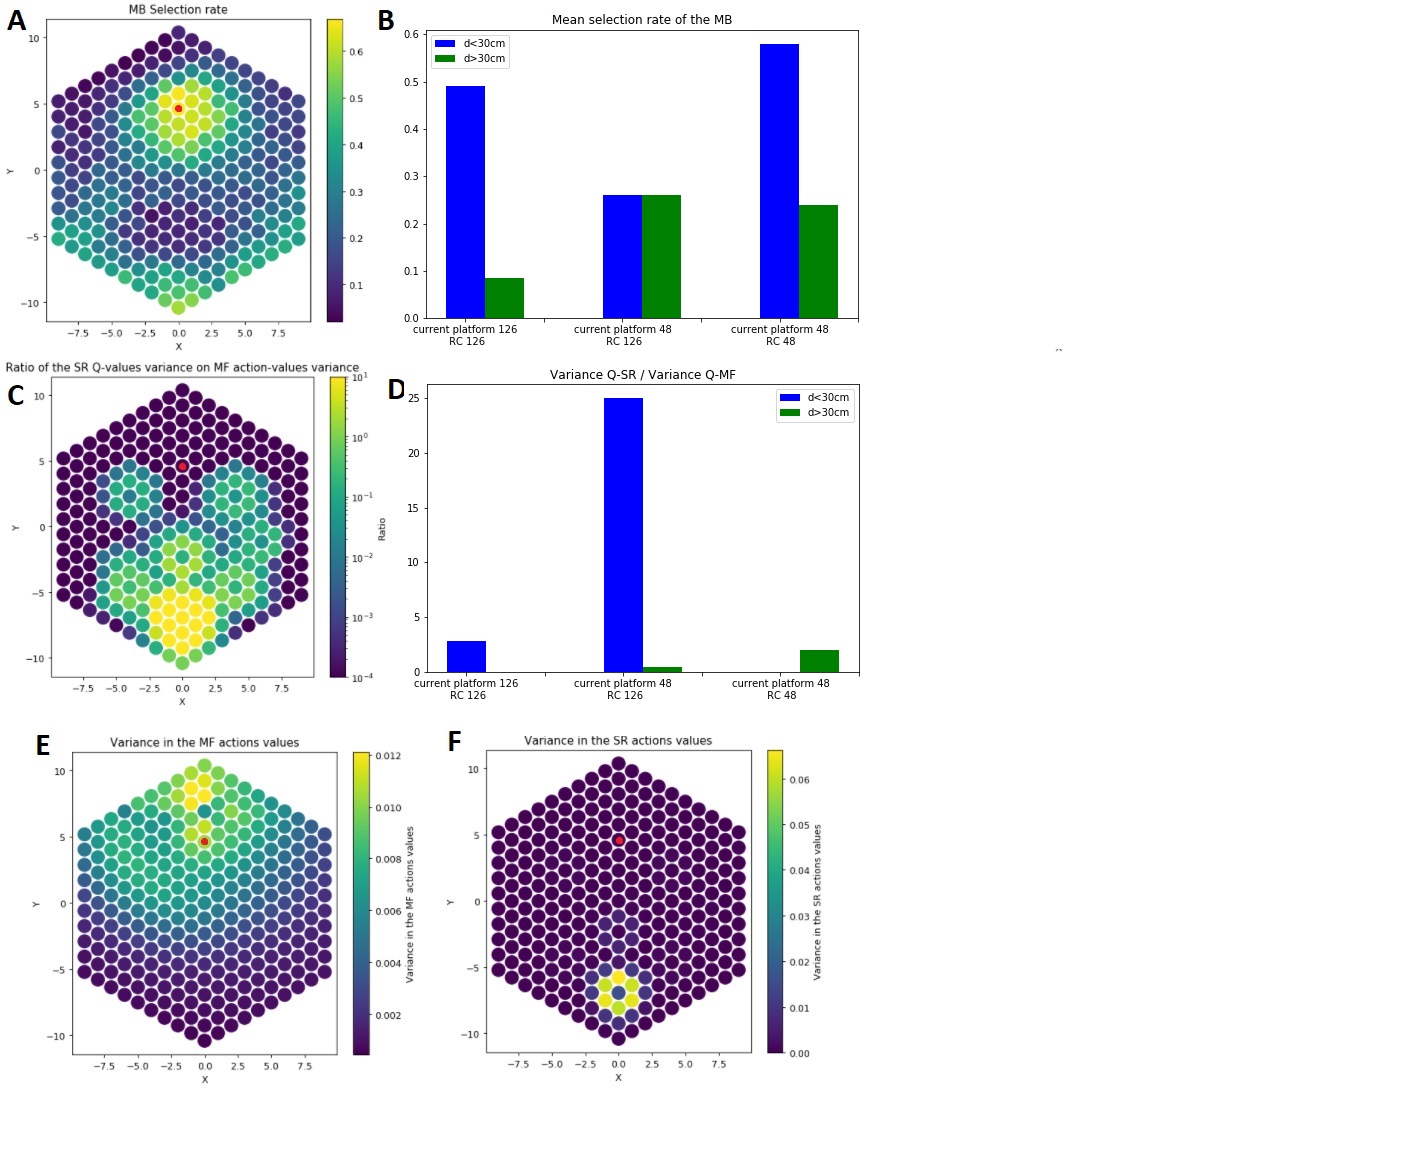 A
MB Selection rate
10
5
0
−5
−10
Y
−7.5 −5.0 −2.5 0.0 2.5 5.0 7.5
X
0.6
0.5
0.4
0.3
0.2
0.1
B
Mean selection rate of the MB
d<30cm
d>30cm
0.6
0.5
0.4
0.3
0.2
0.1
0.0
current platform 126 current platform 48 current platform 48
RC 126 RC 126 RC 48
C
Ratio of the SR Q-values variance on MF action-values variance
10
5
0
−5
−10
Y
−7.5 −5.0 −2.5 0.0 2.5 5.0 7.5
X
10¹
10⁰
10⁻¹
10⁻²
10⁻³
10⁻⁴
Ratio
D
Variance Q-SR / Variance Q-MF
d<30cm
d>30cm
25
20
15
10
5
0
current platform 126 current platform 48 current platform 48
RC 126 RC 126 RC 48
E
Variance in the MF actions values
10
5
0
−5
−10
Y
−7.5 −5.0 −2.5 0.0 2.5 5.0 7.5
X
0.012
0.010
0.008
0.006
0.004
0.002
Variance in the MF actions values
F
Variance in the SR actions values
10
5
0
−5
−10
Y
−7.5 −5.0 −2.5 0.0 2.5 5.0 7.5
X
0.06
0.05
0.04
0.03
0.02
0.01
0.00
Variance in the SR actions values